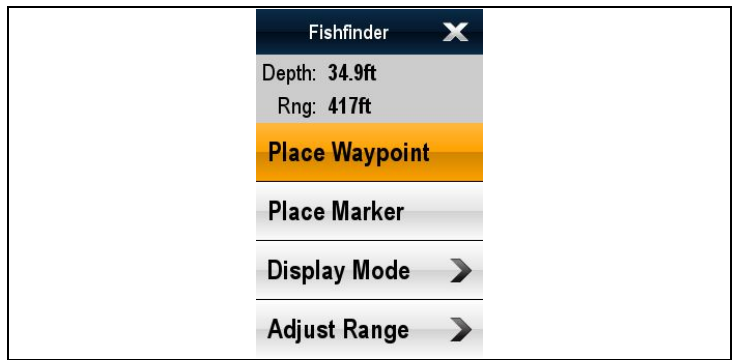 Fishfinder
Depth: 34.9ft
Rng: 417ft
Place Waypoint
Place Marker
Display Mode
Adjust Range